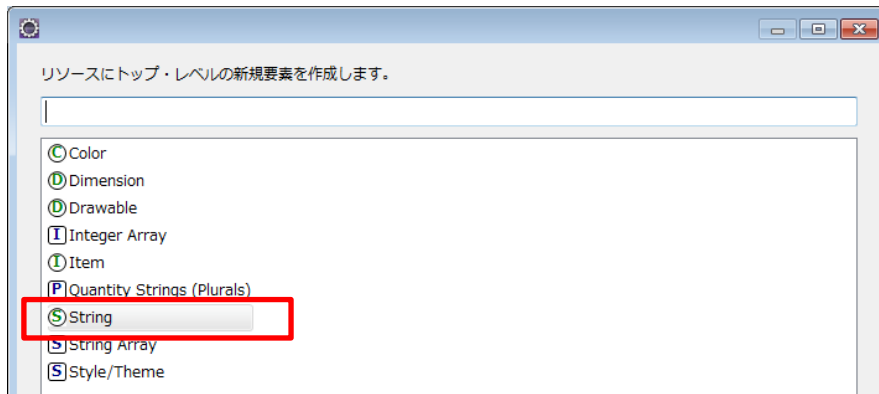 リソースにトップ・レベルの新規要素を作成します。
C Color
D Dimension
D Drawable
I Integer Array
I Item
P Quantity Strings (Plurals)
S String
S String Array
S Style/Theme